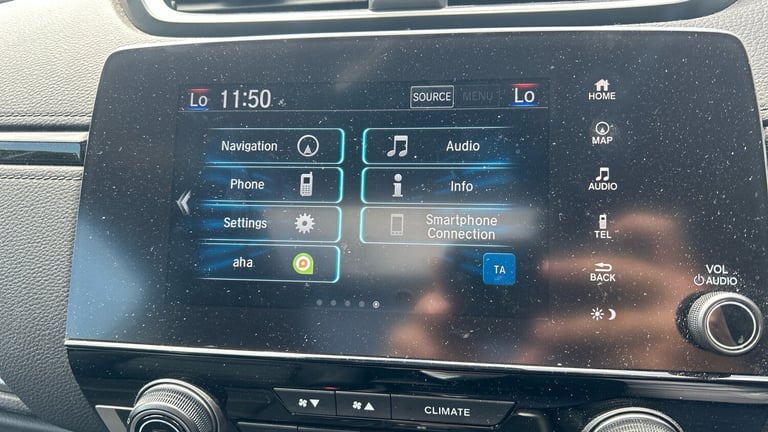 Lo 11:50 SOURCE MENU Lo
HOME
Navigation Audio
MAP
Phone Info
AUDIO
Settings Smartphone
Connection
TEL
aha TA
BACK
VOL
AUDIO
CLIMATE